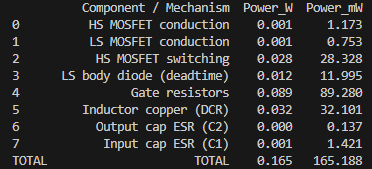 Component / Mechanism Power_W Power_mW
0 HS MOSFET conduction 0.001 1.173
1 LS MOSFET conduction 0.001 0.753
2 HS MOSFET switching 0.028 28.328
3 LS body diode (deadtime) 0.012 11.995
4 Gate resistors 0.089 89.280
5 Inductor copper (DCR) 0.032 32.101
6 Output cap ESR (C2) 0.000 0.137
7 Input cap ESR (C1) 0.001 1.421
TOTAL TOTAL 0.165 165.188